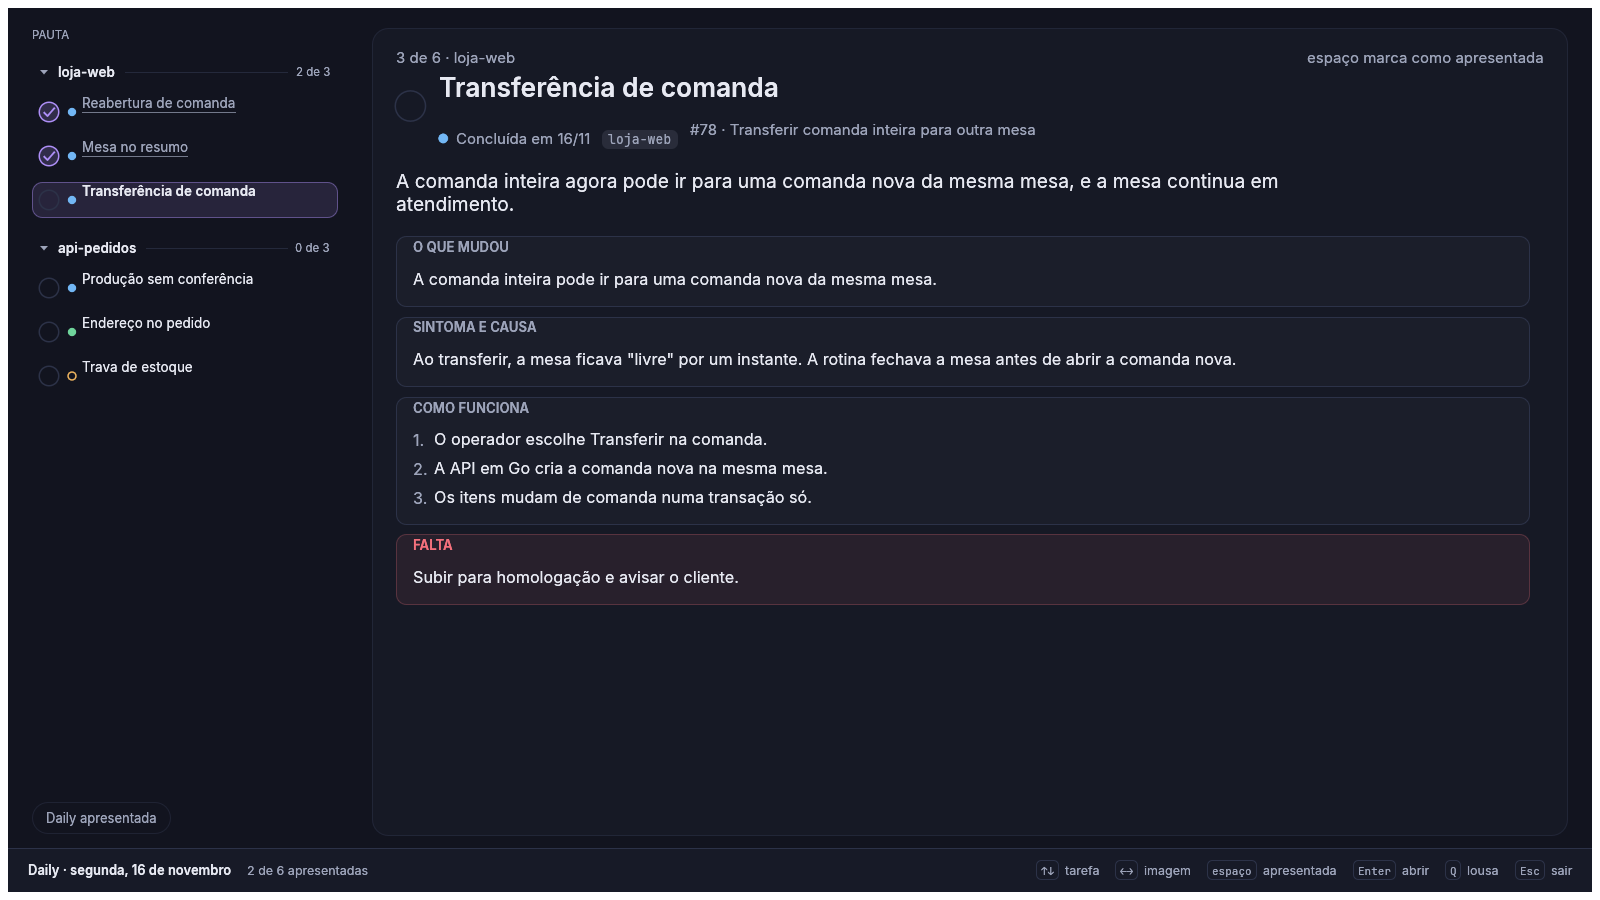 PAUTA
loja-web 2 de 3
Reabertura de comanda
Mesa no resumo
Transferência de comanda
api-pedidos 0 de 3
Produção sem conferência
Endereço no pedido
Trava de estoque
Daily apresentada
3 de 6 · loja-web
espaço marca como apresentada
Transferência de comanda
Concluída em 16/11 loja-web #78 · Transferir comanda inteira para outra mesa
A comanda inteira agora pode ir para uma comanda nova da mesma mesa, e a mesa continua em
atendimento.
O QUE MUDOU
A comanda inteira pode ir para uma comanda nova da mesma mesa.
SINTOMA E CAUSA
Ao transferir, a mesa ficava "livre" por um instante. A rotina fechava a mesa antes de abrir a comanda nova.
COMO FUNCIONA
1. O operador escolhe Transferir na comanda.
2. A API em Go cria a comanda nova na mesma mesa.
3. Os itens mudam de comanda numa transação só.
FALTA
Subir para homologação e avisar o cliente.
Daily · segunda, 16 de novembro 2 de 6 apresentadas
↑↓ tarefa ↔ imagem espaço apresentada Enter abrir Q lousa Esc sair